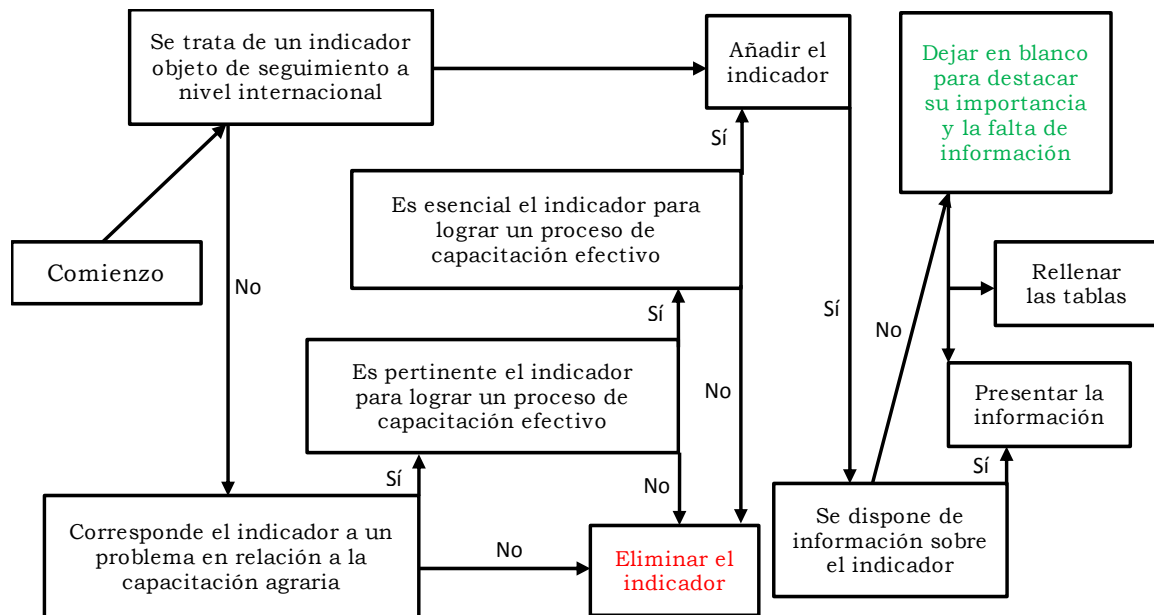 Se trata de un indicador
objeto de seguimiento a
nivel internacional
Añadir el
indicador
Dejar en blanco
para destacar
su importancia
y la falta de
información
Sí
Es esencial el indicador para
lograr un proceso de
capacitación efectivo
Comienzo
No
Rellenar
las tablas
Sí
Sí
No
Es pertinente el indicador
para lograr un proceso de
capacitación efectivo
No
Presentar la
información
Sí
No
Sí
Corresponde el indicador a un
problema en relación a la
capacitación agraria
No
Eliminar el
indicador
Se dispone de
información sobre
el indicador